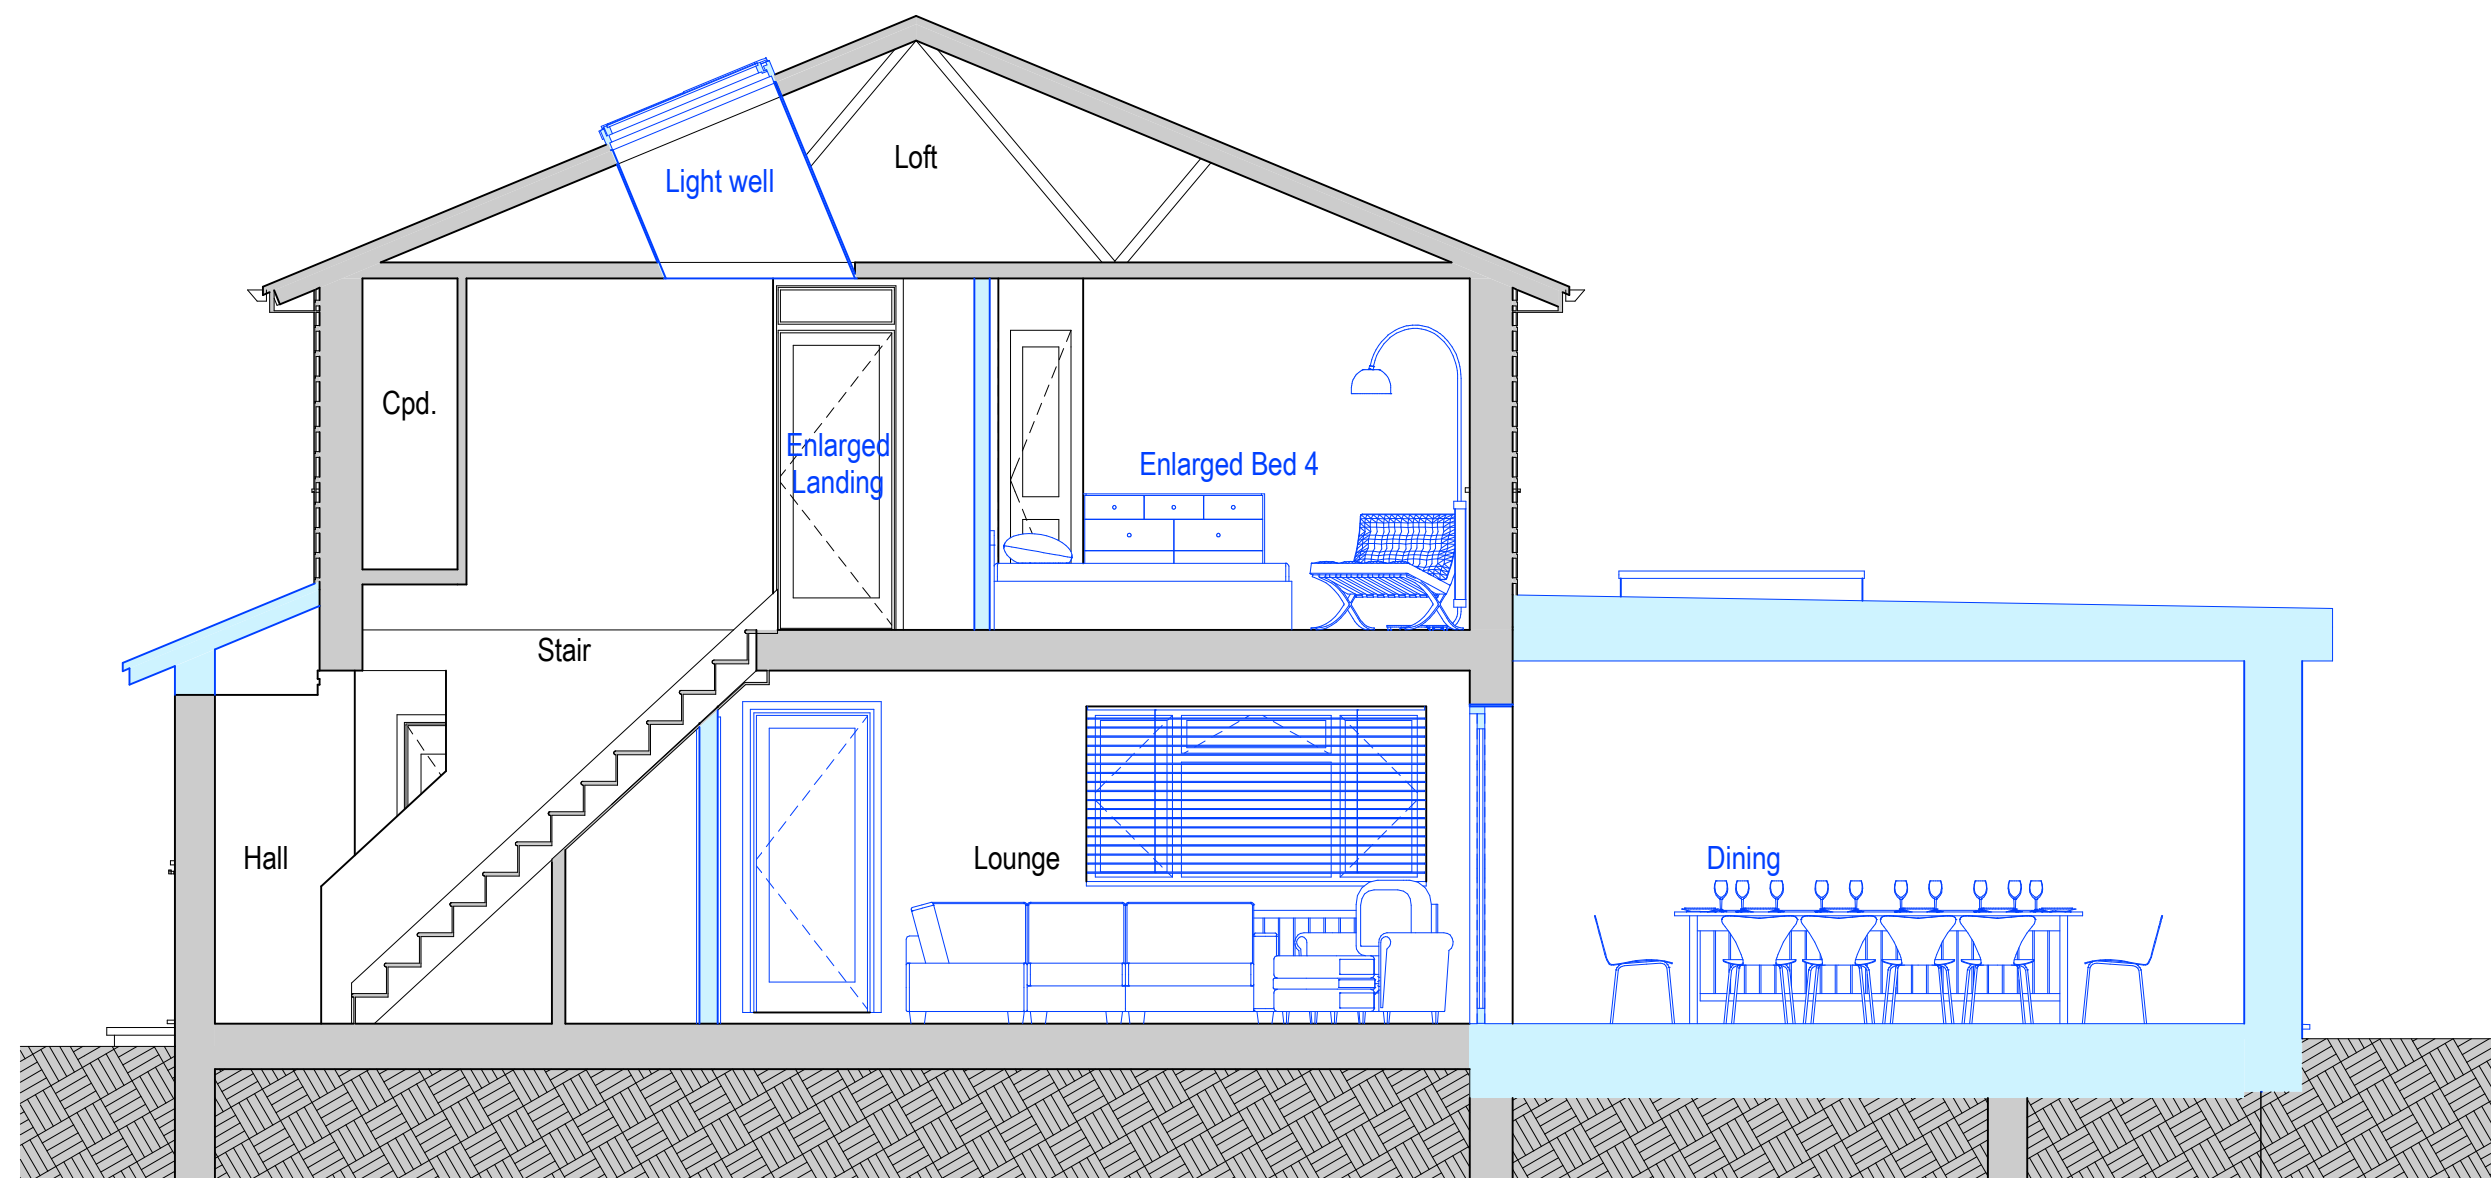 Loft
Light well
Cpd.
Enlarged
Landing
Enlarged Bed 4
Stair
Hall
Lounge
Dining